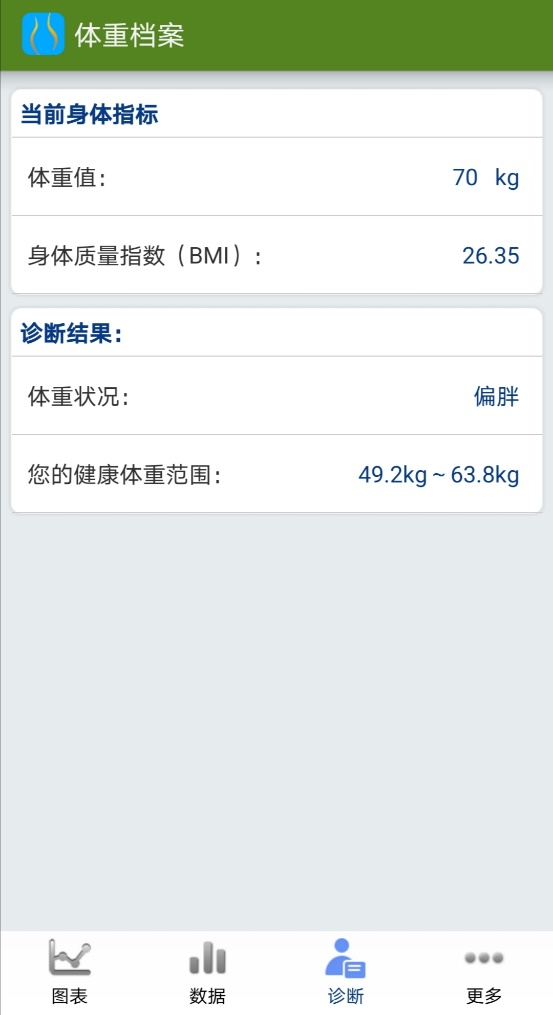 体重档案
当前身体指标
体重值: 70 kg
身体质量指数（BMI）: 26.35
诊断结果:
体重状况: 偏胖
您的健康体重范围: 49.2kg ~ 63.8kg
图表 数据 诊断 更多